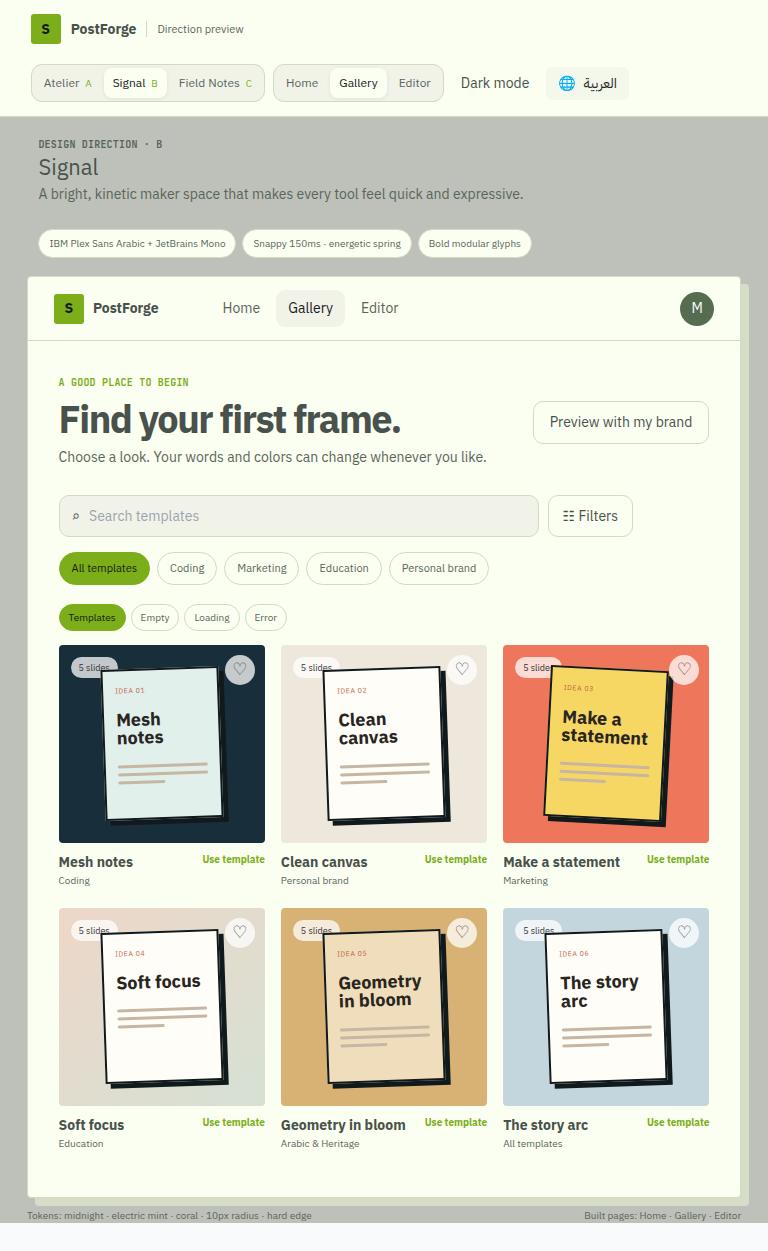 S PostForge Direction preview
Atelier A Signal B Field Notes C Home Gallery Editor Dark mode 🌐 العربية
DESIGN DIRECTION · B
Signal
A bright, kinetic maker space that makes every tool feel quick and expressive.
IBM Plex Sans Arabic + JetBrains Mono Snappy 150ms · energetic spring Bold modular glyphs
S PostForge Home Gallery Editor M
A GOOD PLACE TO BEGIN
Find your first frame.
Preview with my brand
Choose a look. Your words and colors can change whenever you like.
⌕ Search templates ☷ Filters
All templates Coding Marketing Education Personal brand
Templates Empty Loading Error
5 slides ♡ 5 slides ♡ 5 slides ♡
IDEA 01 IDEA 02 IDEA 03
Mesh Clean Make a
notes canvas statement
Mesh notes Use template Clean canvas Use template Make a statement Use template
Coding Personal brand Marketing
5 slides ♡ 5 slides ♡ 5 slides ♡
IDEA 04 IDEA 05 IDEA 06
Soft focus Geometry The story
in bloom arc
Soft focus Use template Geometry in bloom Use template The story arc Use template
Education Arabic & Heritage All templates
Tokens: midnight · electric mint · coral · 10px radius · hard edge Built pages: Home · Gallery · Editor